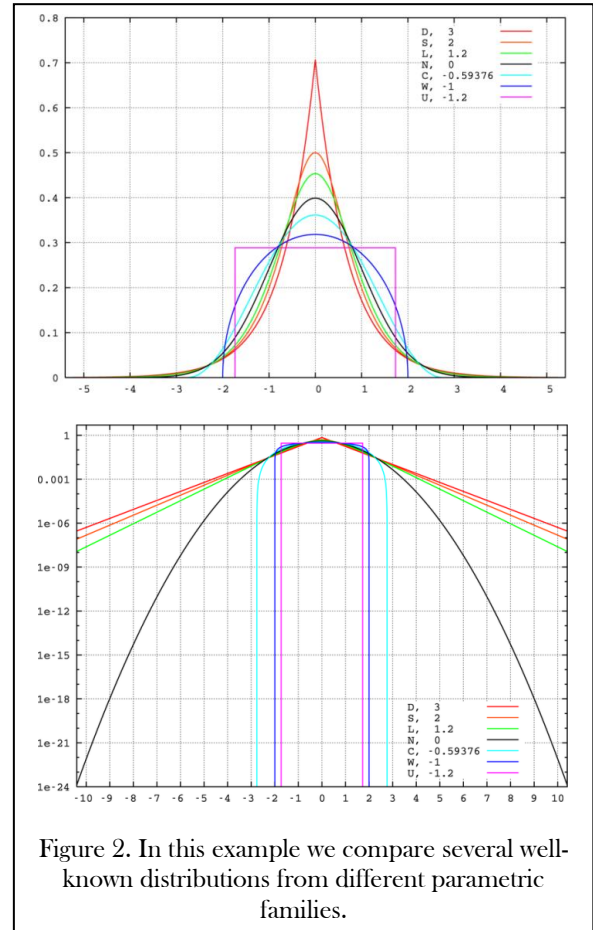 0.8
0.7
0.6
0.5
0.4
0.3
0.2
0.1
0
D, 3
S, 2
L, 1.2
N, 0
C, -0.59376
W, -1
U, -1.2
-5 -4 -3 -2 -1 0 1 2 3 4 5
1
0.001
1e-06
1e-09
1e-12
1e-15
1e-18
1e-21
1e-24
D, 3
S, 2
L, 1.2
N, 0
C, -0.59376
W, -1
U, -1.2
-10 -9 -8 -7 -6 -5 -4 -3 -2 -1 0 1 2 3 4 5 6 7 8 9 10
Figure 2. In this example we compare several well-
known distributions from different parametric
families.